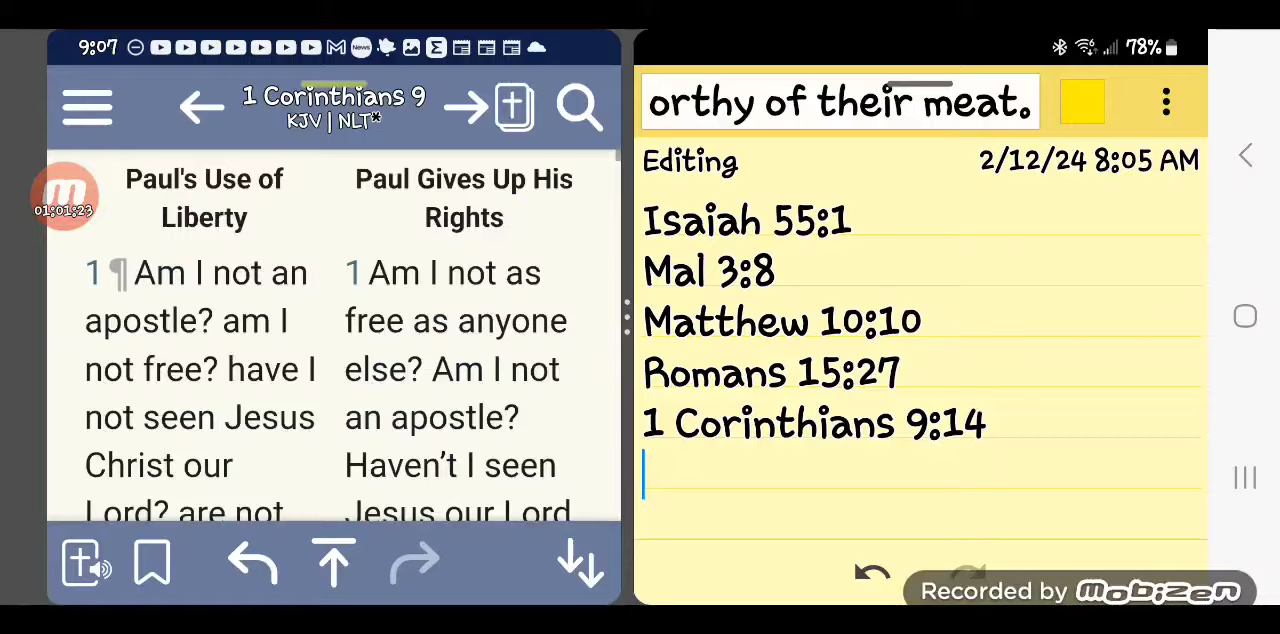 9:07
News
78%
1 Corinthians 9
KJV | NLT*
01:01:23
Paul's Use of
Liberty
1 ¶ Am I not an
apostle? am I
not free? have I
not seen Jesus
Christ our
Lord? are not
Paul Gives Up His
Rights
1 Am I not as
free as anyone
else? Am I not
an apostle?
Haven't I seen
Jesus our Lord
orthy of their meat.
Editing
2/12/24 8:05 AM
Isaiah 55:1
Mal 3:8
Matthew 10:10
Romans 15:27
1 Corinthians 9:14
Recorded by Mobizen